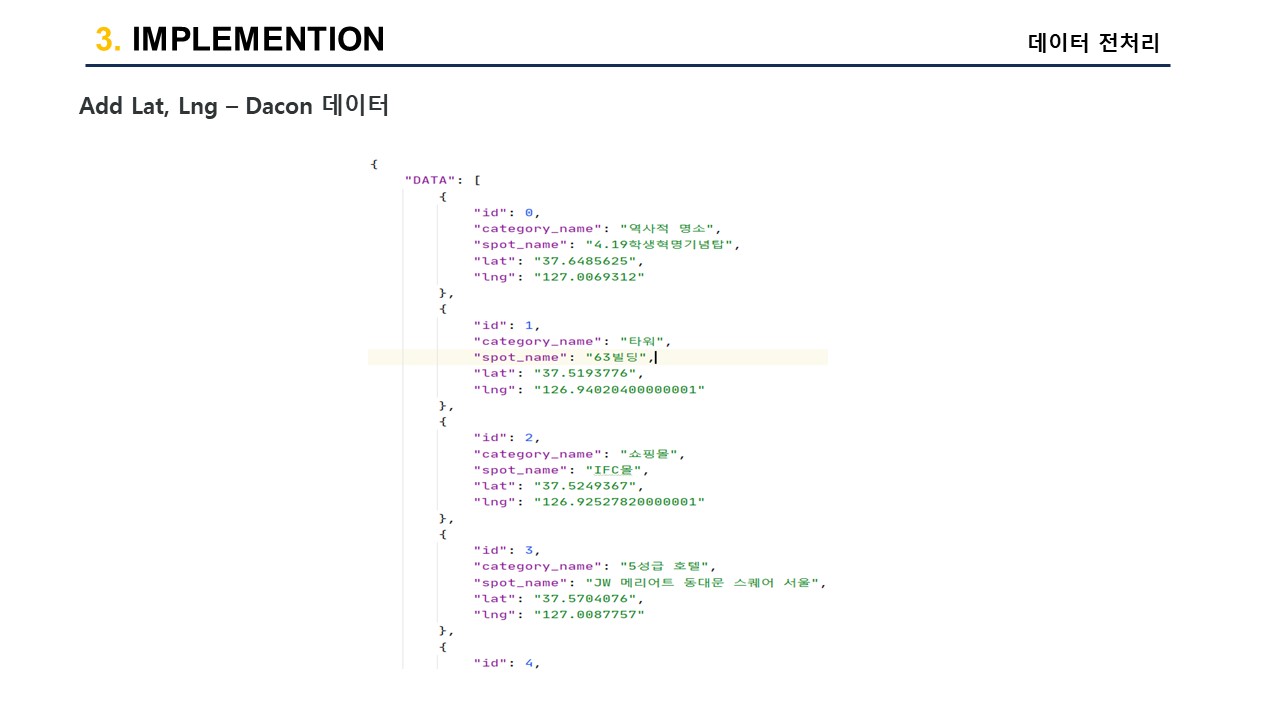 3. IMPLEMENTION
데이터 전처리
Add Lat, Lng – Dacon 데이터
{
"DATA": [
{
"id": 0,
"category_name": "역사적 명소",
"spot_name": "4.19학생혁명기념탑",
"lat": "37.6485625",
"lng": "127.0069312"
},
{
"id": 1,
"category_name": "타워",
"spot_name": "63빌딩",
"lat": "37.5193776",
"lng": "126.94020400000001"
},
{
"id": 2,
"category_name": "쇼핑몰",
"spot_name": "IFC몰",
"lat": "37.5249367",
"lng": "126.92527820000001"
},
{
"id": 3,
"category_name": "5성급 호텔",
"spot_name": "JW 메리어트 동대문 스퀘어 서울",
"lat": "37.5704076",
"lng": "127.0087757"
},
{
"id": 4,